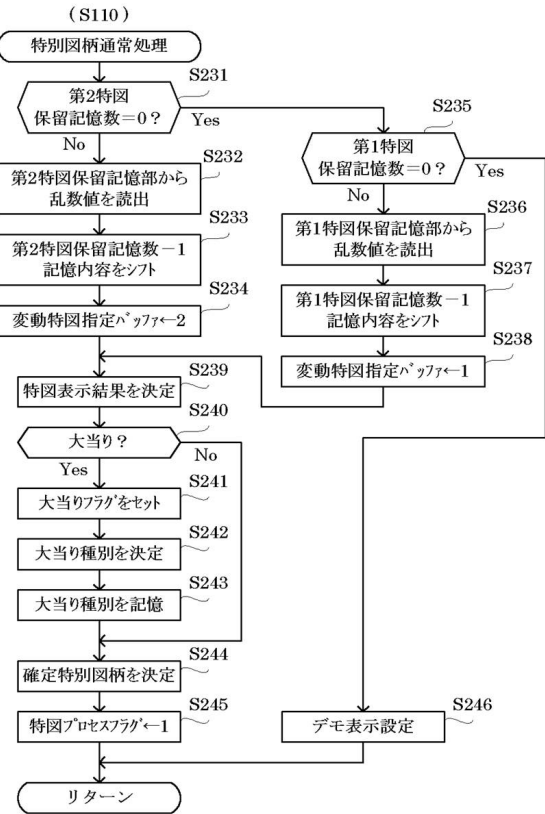 (S110)
特別図柄通常処理
S231
第2特図
保留記憶数=0?
Yes
No
S232
第2特図保留記憶部から
乱数値を読出
S233
第2特図保留記憶数-1
記憶内容をシフト
S234
変動特図指定バッファ←2
S235
第1特図
保留記憶数=0?
Yes
No
S236
第1特図保留記憶部から
乱数値を読出
S237
第1特図保留記憶数-1
記憶内容をシフト
S238
変動特図指定バッファ←1
S239
特図表示結果を決定
S240
大当り?
No
Yes
S241
大当りフラグをセット
S242
大当り種別を決定
S243
大当り種別を記憶
S244
確定特別図柄を決定
S245
特図プロセスフラグ←1
S246
デモ表示設定
リターン